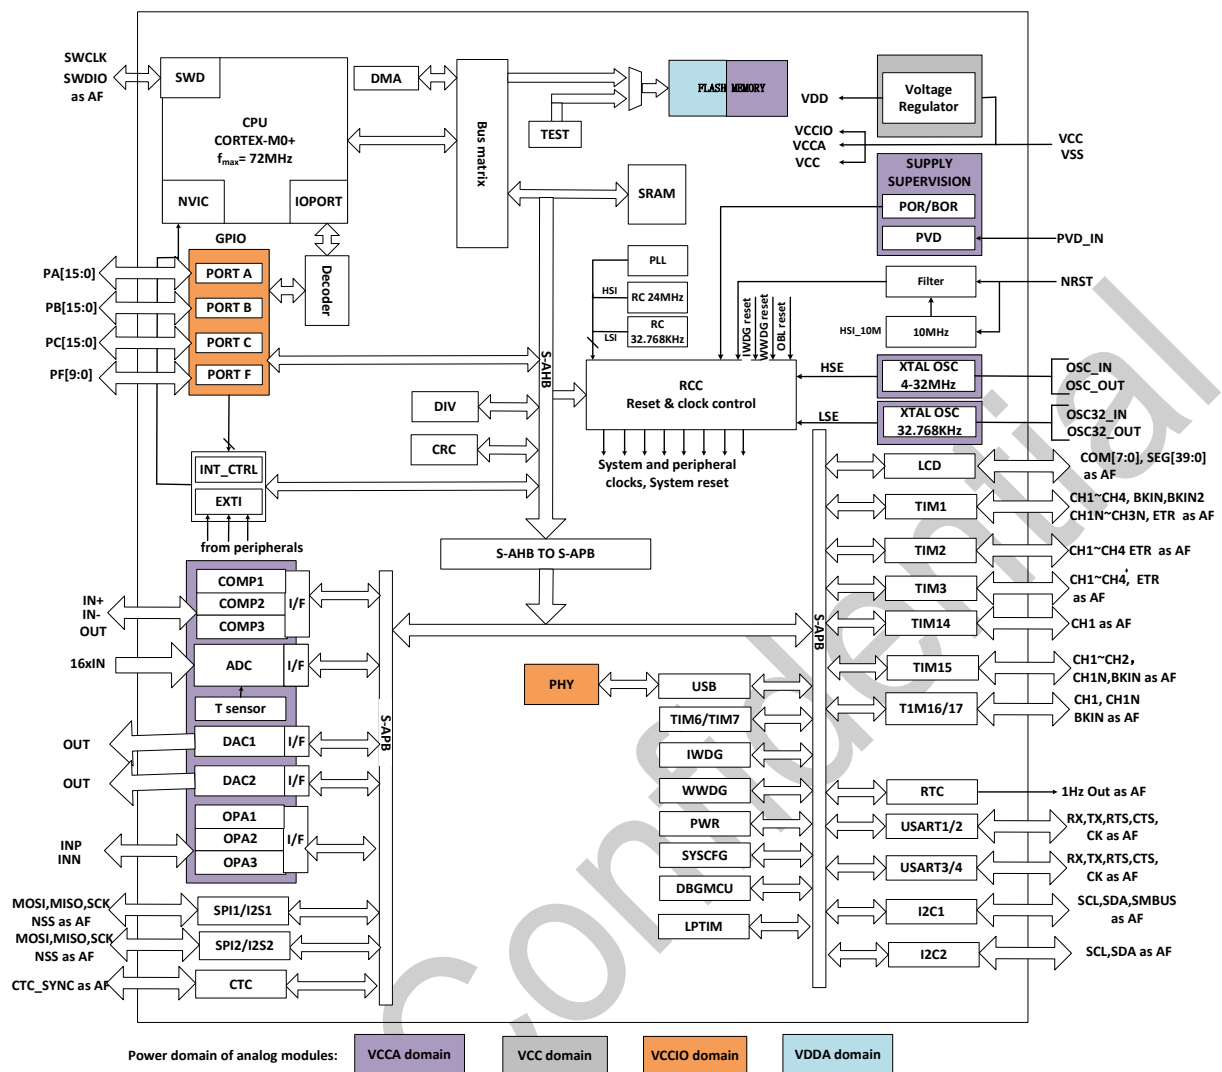 SWCLK
SWDIO
as AF
SWD
CPU
CORTEX-M0+
fmax= 72MHz
NVIC
IOPORT
DMA
Bus matrix
TEST
FLASH MEMORY
SRAM
Voltage
Regulator
VDD
VCCIO
VCCA
VCC
VCC
VSS
SUPPLY
SUPERVISION
POR/BOR
PVD
PVD_IN
GPIO
PORT A
PORT B
PORT C
PORT F
PA[15:0]
PB[15:0]
PC[15:0]
PF[9:0]
Decoder
PLL
HSI
RC 24MHz
LSI
RC
32.768KHz
IWDG reset
WWDG reset
OBL reset
Filter
NRST
HSI_10M
10MHz
S-AHB
RCC
Reset & clock control
HSE
XTAL OSC
4-32MHz
OSC_IN
OSC_OUT
LSE
XTAL OSC
32.768KHz
OSC32_IN
OSC32_OUT
DIV
CRC
System and peripheral
clocks, System reset
INT_CTRL
EXTI
from peripherals
S-AHB TO S-APB
COMP1
COMP2
COMP3
I/F
IN+
IN-
OUT
16xIN
ADC
I/F
T sensor
OUT
DAC1
I/F
OUT
DAC2
I/F
OPA1
OPA2
OPA3
I/F
INP
INN
MOSI,MISO,SCK
NSS as AF
SPI1/I2S1
MOSI,MISO,SCK
NSS as AF
SPI2/I2S2
CTC_SYNC as AF
CTC
S-APB
PHY
USB
TIM6/TIM7
IWDG
WWDG
PWR
SYSCFG
DBGMCU
LPTIM
S-APB
LCD
COM[7:0], SEG[39:0]
as AF
TIM1
CH1~CH4, BKIN,BKIN2
CH1N~CH3N, ETR as AF
TIM2
CH1~CH4 ETR as AF
TIM3
CH1~CH4, ETR
as AF
TIM14
CH1 as AF
TIM15
CH1~CH2,
CH1N,BKIN as AF
T1M16/17
CH1, CH1N
BKIN as AF
RTC
1Hz Out as AF
USART1/2
RX,TX,RTS,CTS,
CK as AF
USART3/4
RX,TX,RTS,CTS,
CK as AF
I2C1
SCL,SDA,SMBUS
as AF
I2C2
SCL,SDA as AF
Confidential
Power domain of analog modules:
VCCA domain
VCC domain
VCCIO domain
VDDA domain